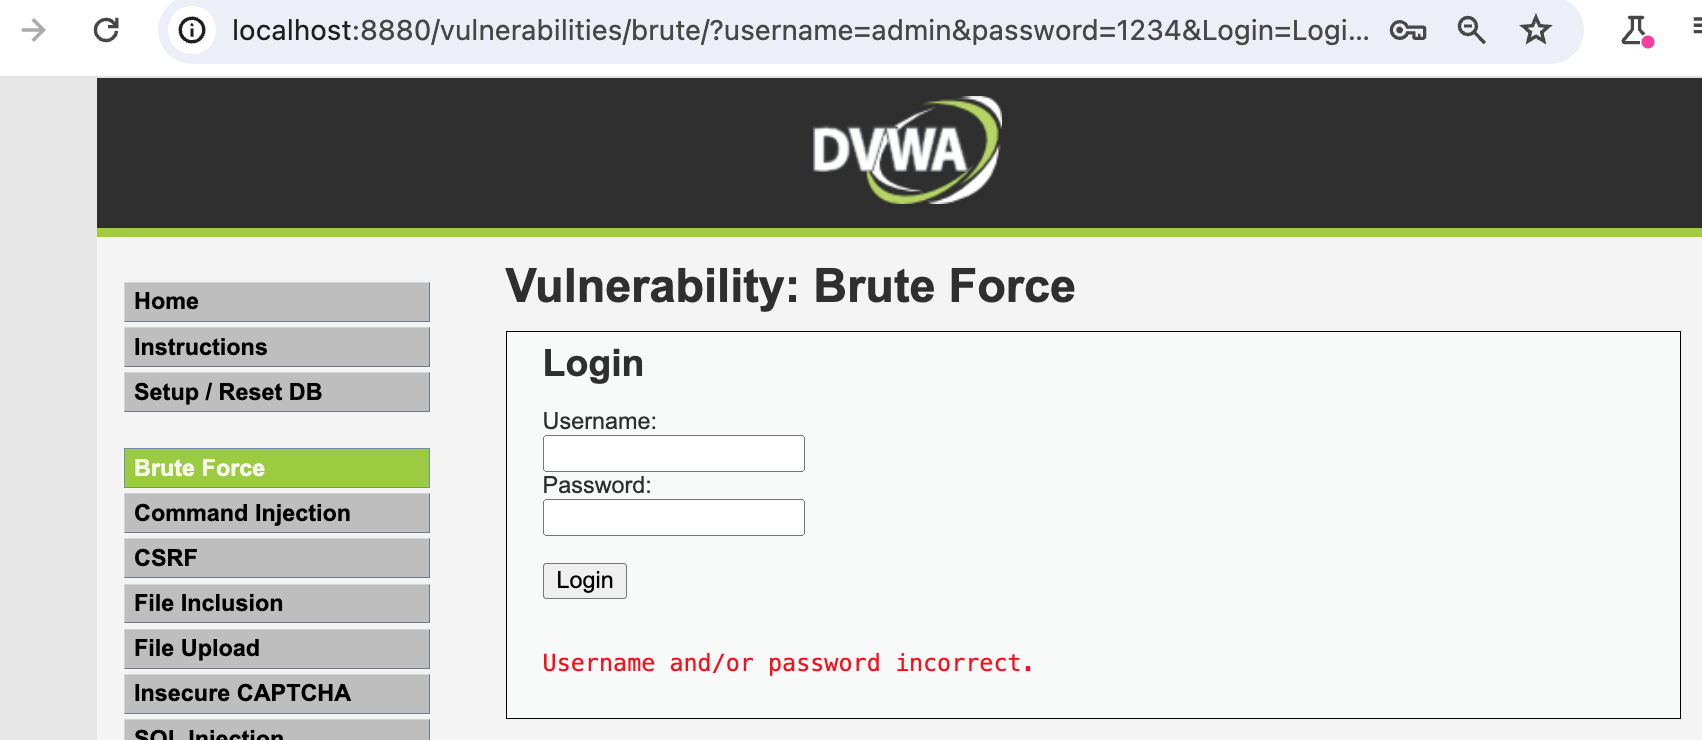 localhost:8880/vulnerabilities/brute/?username=admin&password=1234&Login=Logi...
DVWA
Vulnerability: Brute Force
Home
Instructions
Setup / Reset DB
Brute Force
Command Injection
CSRF
File Inclusion
File Upload
Insecure CAPTCHA
SQL Injection
Login
Username:
Password:
Login
Username and/or password incorrect.